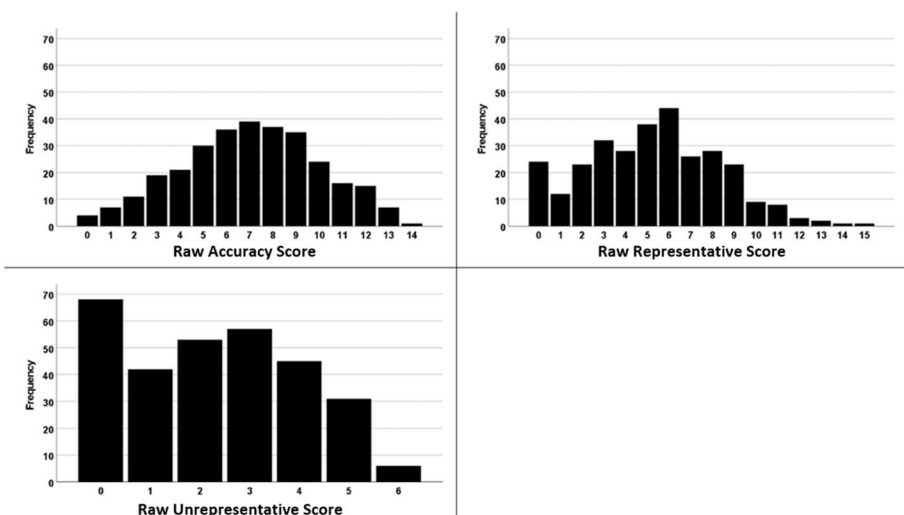 70
60
50
40
30
20
10
0
Frequency
0 1 2 3 4 5 6 7 8 9 10 11 12 13 14
Raw Accuracy Score
70
60
50
40
30
20
10
0
Frequency
0 1 2 3 4 5 6 7 8 9 10 11 12 13 14 15
Raw Representative Score
70
60
50
40
30
20
10
0
Frequency
0 1 2 3 4 5 6
Raw Unrepresentative Score